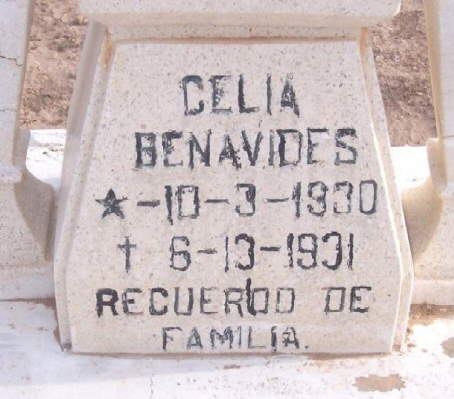 CELIA
BENAVIDES
★-10-3-1930
† 6-13-1931
RECUERDO DE
FAMILIA.